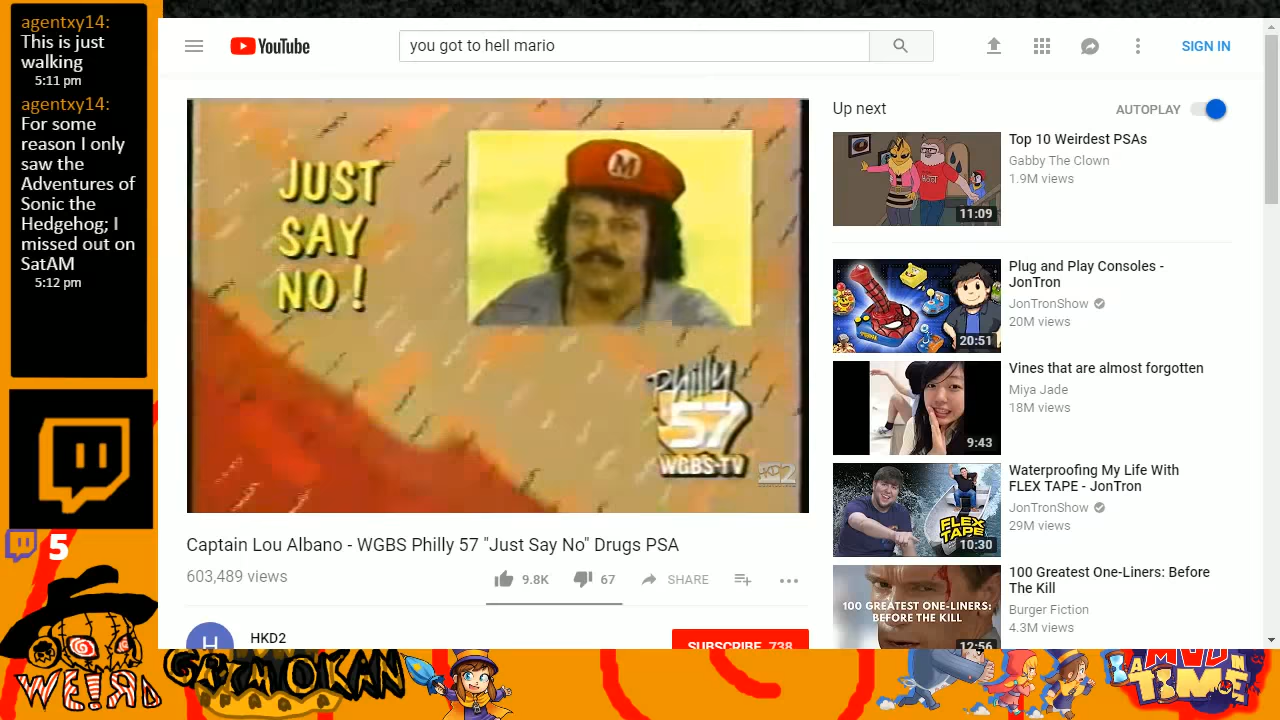 agentxy14:
This is just
walking
5:11 pm
agentxy14:
For some
reason I only
saw the
Adventures of
Sonic the
Hedgehog; I
missed out on
SatAM
5:12 pm
5
WEIRD
YouTube
you got to hell mario
SIGN IN
JUST
SAY
NO!
M
Philly
57
WGBS-TV
Captain Lou Albano - WGBS Philly 57 "Just Say No" Drugs PSA
603,489 views
9.8K
67
SHARE
H
HKD2
SUBSCRIBE 738
Up next
AUTOPLAY
Top 10 Weirdest PSAs
Gabby The Clown
1.9M views
11:09
Plug and Play Consoles -
JonTron
JonTronShow
20M views
20:51
Vines that are almost forgotten
Miya Jade
18M views
9:43
Waterproofing My Life With
FLEX TAPE - JonTron
JonTronShow
29M views
FLEX
TAPE
10:30
100 Greatest One-Liners: Before
The Kill
Burger Fiction
4.3M views
100 GREATEST ONE-LINERS:
BEFORE THE KILL
12:56
TIME